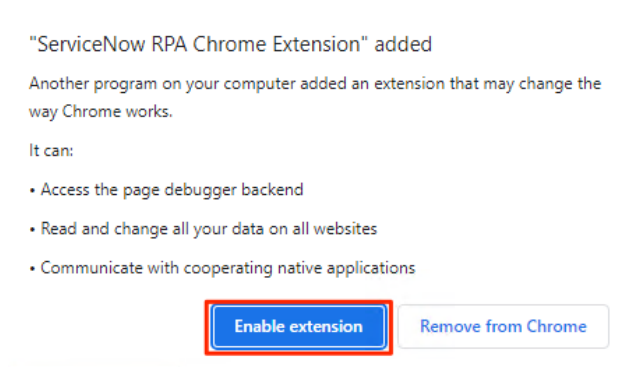 "ServiceNow RPA Chrome Extension" added
Another program on your computer added an extension that may change the
way Chrome works.
It can:
• Access the page debugger backend
• Read and change all your data on all websites
• Communicate with cooperating native applications
Enable extension Remove from Chrome